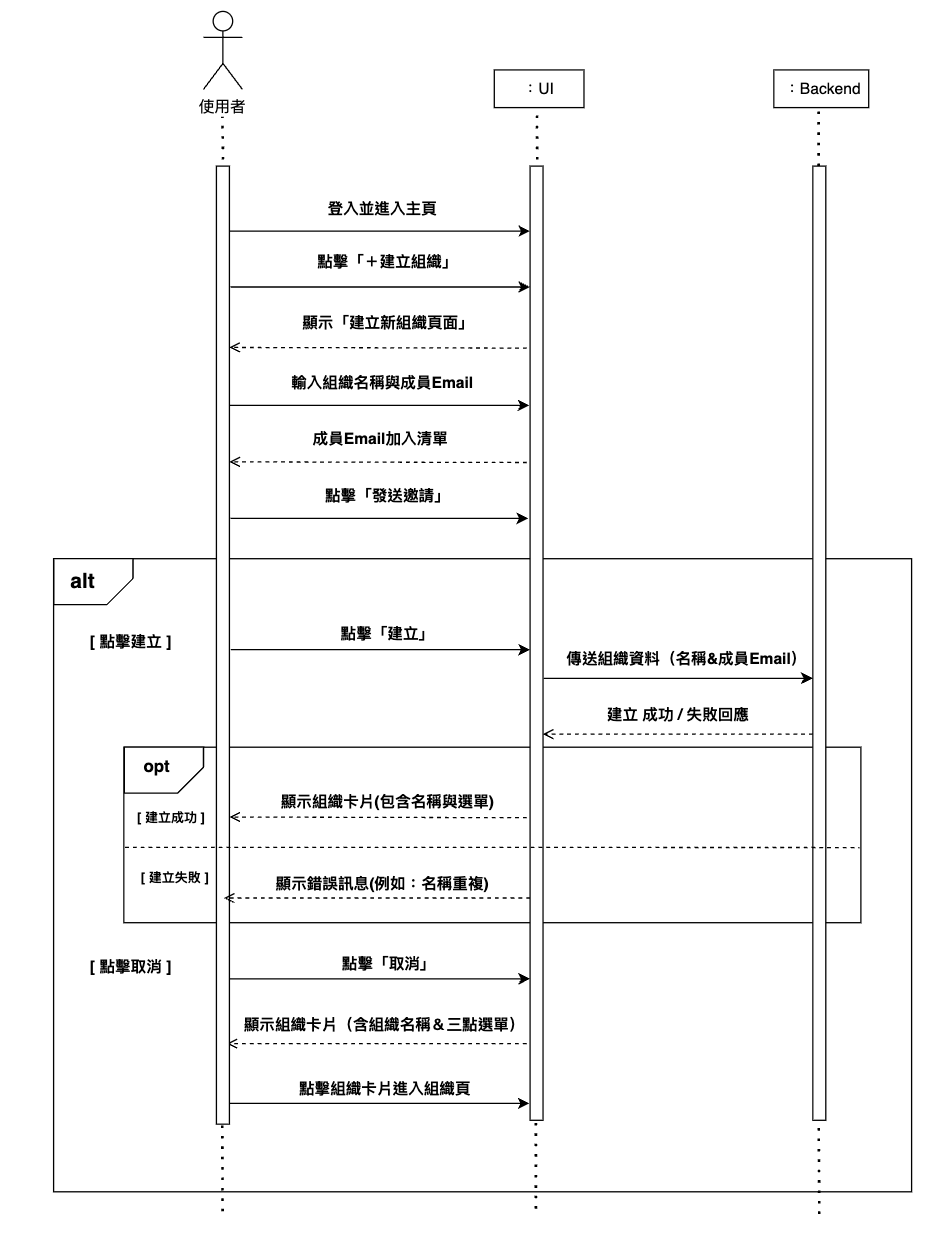 使用者
：UI
：Backend
登入並進入主頁
點擊「＋建立組織」
顯示「建立新組織頁面」
輸入組織名稱與成員Email
成員Email加入清單
點擊「發送邀請」
alt
[ 點擊建立 ]
點擊「建立」
傳送組織資料（名稱&成員Email）
建立 成功 / 失敗回應
opt
顯示組織卡片(包含名稱與選單)
[ 建立成功 ]
[ 建立失敗 ]
顯示錯誤訊息(例如：名稱重複)
[ 點擊取消 ]
點擊「取消」
顯示組織卡片（含組織名稱＆三點選單）
點擊組織卡片進入組織頁